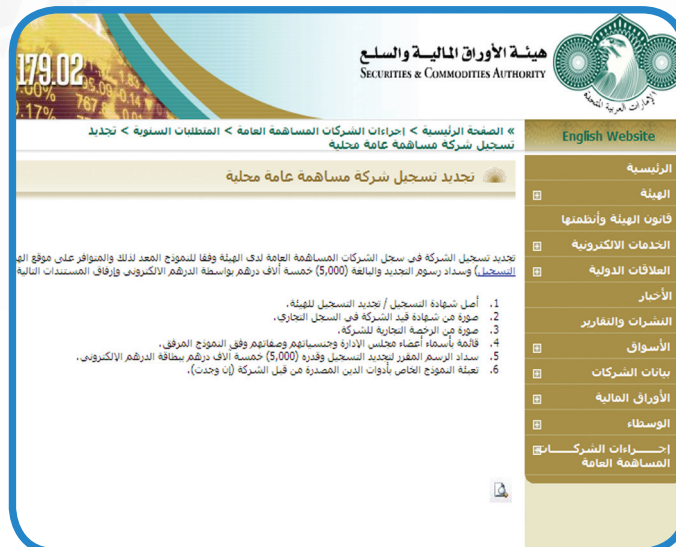 هيئة الأوراق المالية والسلع
SECURITIES & COMMODITIES AUTHORITY
الإمارات العربية المتحدة
179.02
» الصفحة الرئيسية > إجراءات الشركات المساهمة العامة > المتطلبات السنوية > تجديد
تسجيل شركة مساهمة عامة محلية
تجديد تسجيل شركة مساهمة عامة محلية
تجديد تسجيل الشركة في سجل الشركات المساهمة العامة لدى الهيئة وفقا للنموذج المعد لذلك والمتوافر على موقع
التسجيل) وسداد رسوم التجديد والبالغة (5,000) خمسة آلاف درهم بواسطة الدرهم الالكتروني وإرفاق المستندات التالية
1. أصل شهادة التسجيل / تجديد التسجيل للهيئة.
2. صورة من شهادة قيد الشركة في السجل التجاري.
3. صورة من الرخصة التجارية للشركة.
4. قائمة بأسماء أعضاء مجلس الادارة وجنسياتهم وصفاتهم وفق النموذج المرفق.
5. سداد الرسم المقرر لتجديد التسجيل وقدره (5,000) خمسة آلاف درهم ببطاقة الدرهم الإلكتروني.
6. تعبئة النموذج الخاص بأدوات الدين المصدرة من قبل الشركة (إن وجدت).
English Website
الرئيسية
الهيئة
قانون الهيئة وأنظمتها
الخدمات الالكترونية
العلاقات الدولية
الأخبار
النشرات والتقارير
الأسواق
بيانات الشركات
الأوراق المالية
الوسطاء
إجـــــراءات الشركـــــات
المساهمة العامة